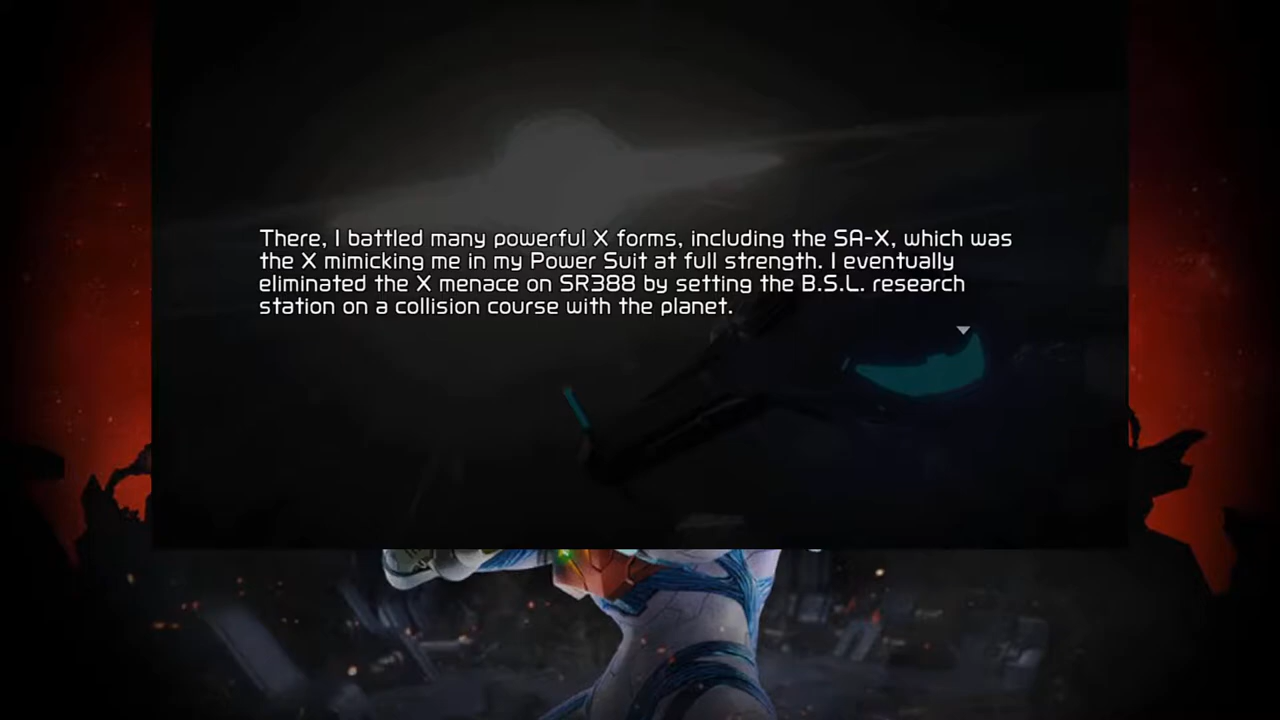 There, I battled many powerful X forms, including the SA-X, which was
the X mimicking me in my Power Suit at full strength. I eventually
eliminated the X menace on SR388 by setting the B.S.L. research
station on a collision course with the planet.